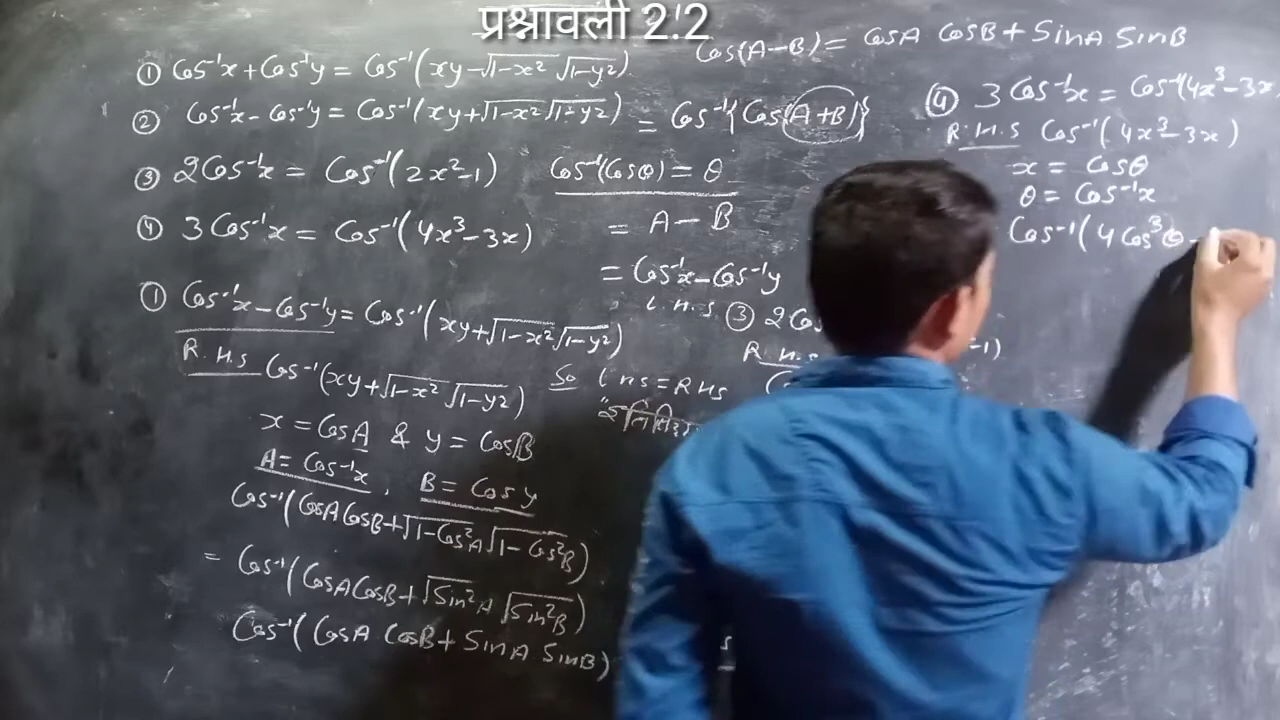 प्रश्नावली 2.2
① Cos⁻¹x + Cos⁻¹y = Cos⁻¹(xy-√1-x² √1-y²)
② Cos⁻¹x - Cos⁻¹y = Cos⁻¹(xy+√1-x² √1-y²)
③ 2Cos⁻¹x = Cos⁻¹(2x²-1)
④ 3Cos⁻¹x = Cos⁻¹(4x³-3x)
① Cos⁻¹x - Cos⁻¹y = Cos⁻¹(xy+√1-x² √1-y²)
R.H.S Cos⁻¹(xy+√1-x² √1-y²)
x = CosA & y = CosB
A = Cos⁻¹x , B = Cos y
Cos⁻¹(CosA CosB+√1-Cos²A √1-Cos²B)
= Cos⁻¹(CosA CosB+√Sin²A √Sin²B)
Cos⁻¹(CosA CosB + SinA SinB)
Cos(A-B) = CosA CosB + SinA SinB
= Cos⁻¹{Cos(A+B)}
Cos⁻¹(Cosθ) = θ
= A - B
= Cos⁻¹x - Cos⁻¹y
L.H.S
So LHS = RHS
③ 2Cos
R.H.S
-1)
④ 3Cos⁻¹x = Cos⁻¹(4x³-3x)
R.H.S Cos⁻¹(4x³-3x)
x = Cosθ
θ = Cos⁻¹x
Cos⁻¹(4Cos³θ -